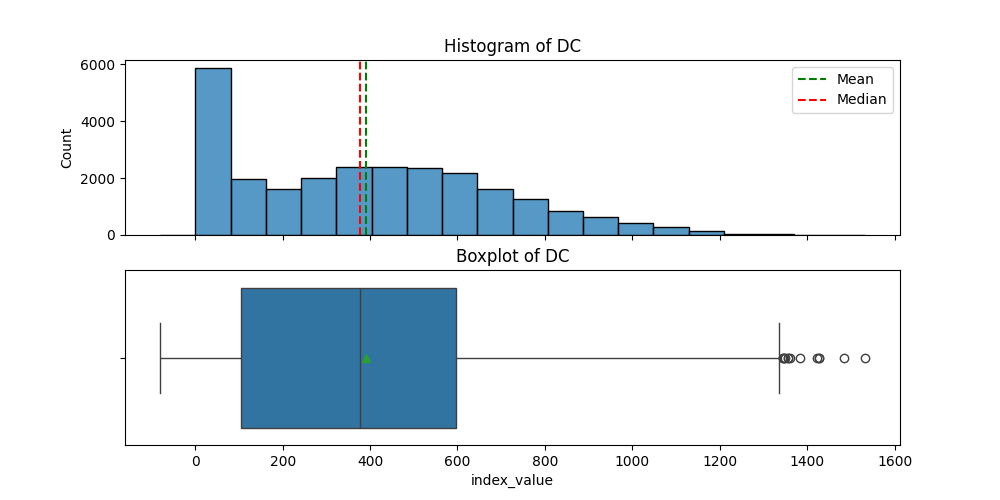 Histogram of DC
6000
4000
2000
0
Count
Mean
Median
Boxplot of DC
0 200 400 600 800 1000 1200 1400 1600
index_value